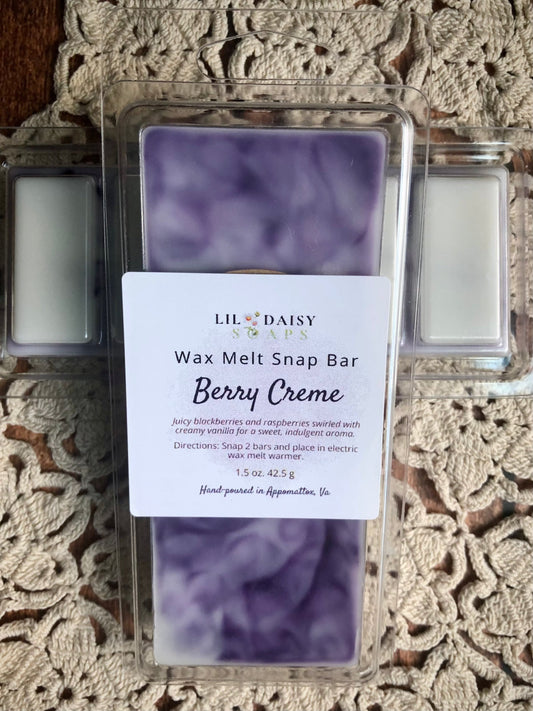 LIL DAISY
SOAPS
Wax Melt Snap Bar
Berry Creme
Juicy blackberries and raspberries swirled with
creamy vanilla for a sweet, indulgent aroma.
Directions: Snap 2 bars and place in electric
wax melt warmer.
1.5 oz. 42.5 g
Hand-poured in Appomattox, Va